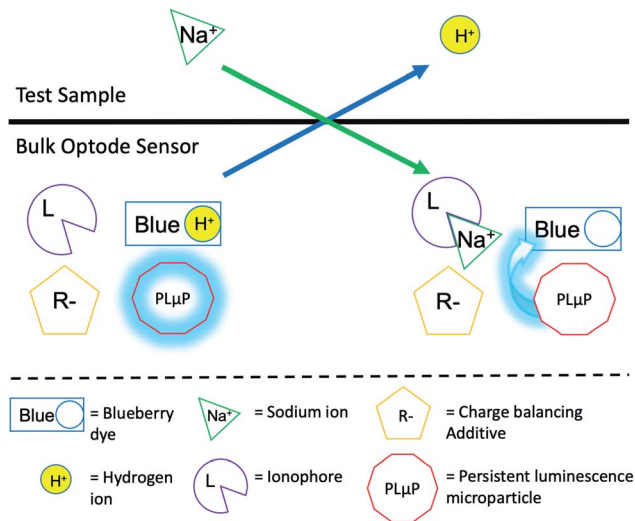 Na+
H+
Test Sample
Bulk Optode Sensor
L
Blue H+
R-
PLμP
L
Na+
Blue
R-
PLμP
Blue = Blueberry dye
Na+ = Sodium ion
R- = Charge balancing Additive
H+ = Hydrogen ion
L = Ionophore
PLμP = Persistent luminescence microparticle